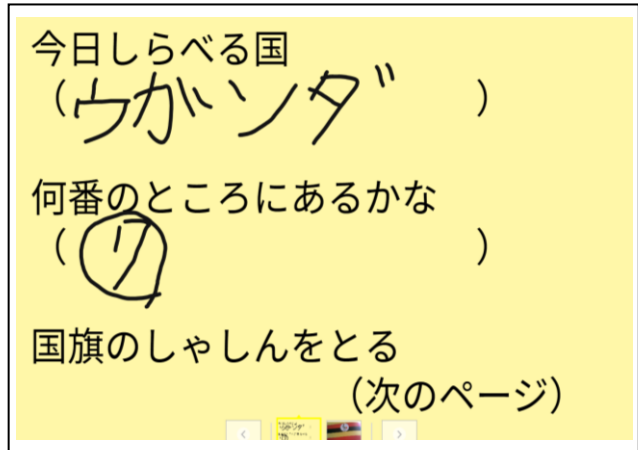 今日しらべる国
(ウガンダ)
何番のところにあるかな
(⑦)
国旗のしゃしんをとる
(次のページ)